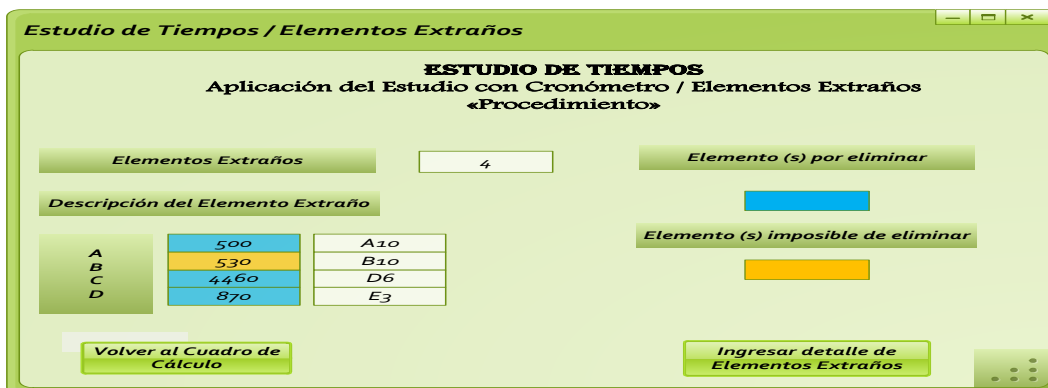 Estudio de Tiempos / Elementos Extraños
ESTUDIO DE TIEMPOS
Aplicación del Estudio con Cronómetro / Elementos Extraños
«Procedimiento»
Elementos Extraños
4
Elemento (s) por eliminar
Descripción del Elemento Extraño
Elemento (s) imposible de eliminar
A 500 A10
B 530 B10
C 4460 D6
D 870 E3
Volver al Cuadro de
Cálculo
Ingresar detalle de
Elementos Extraños